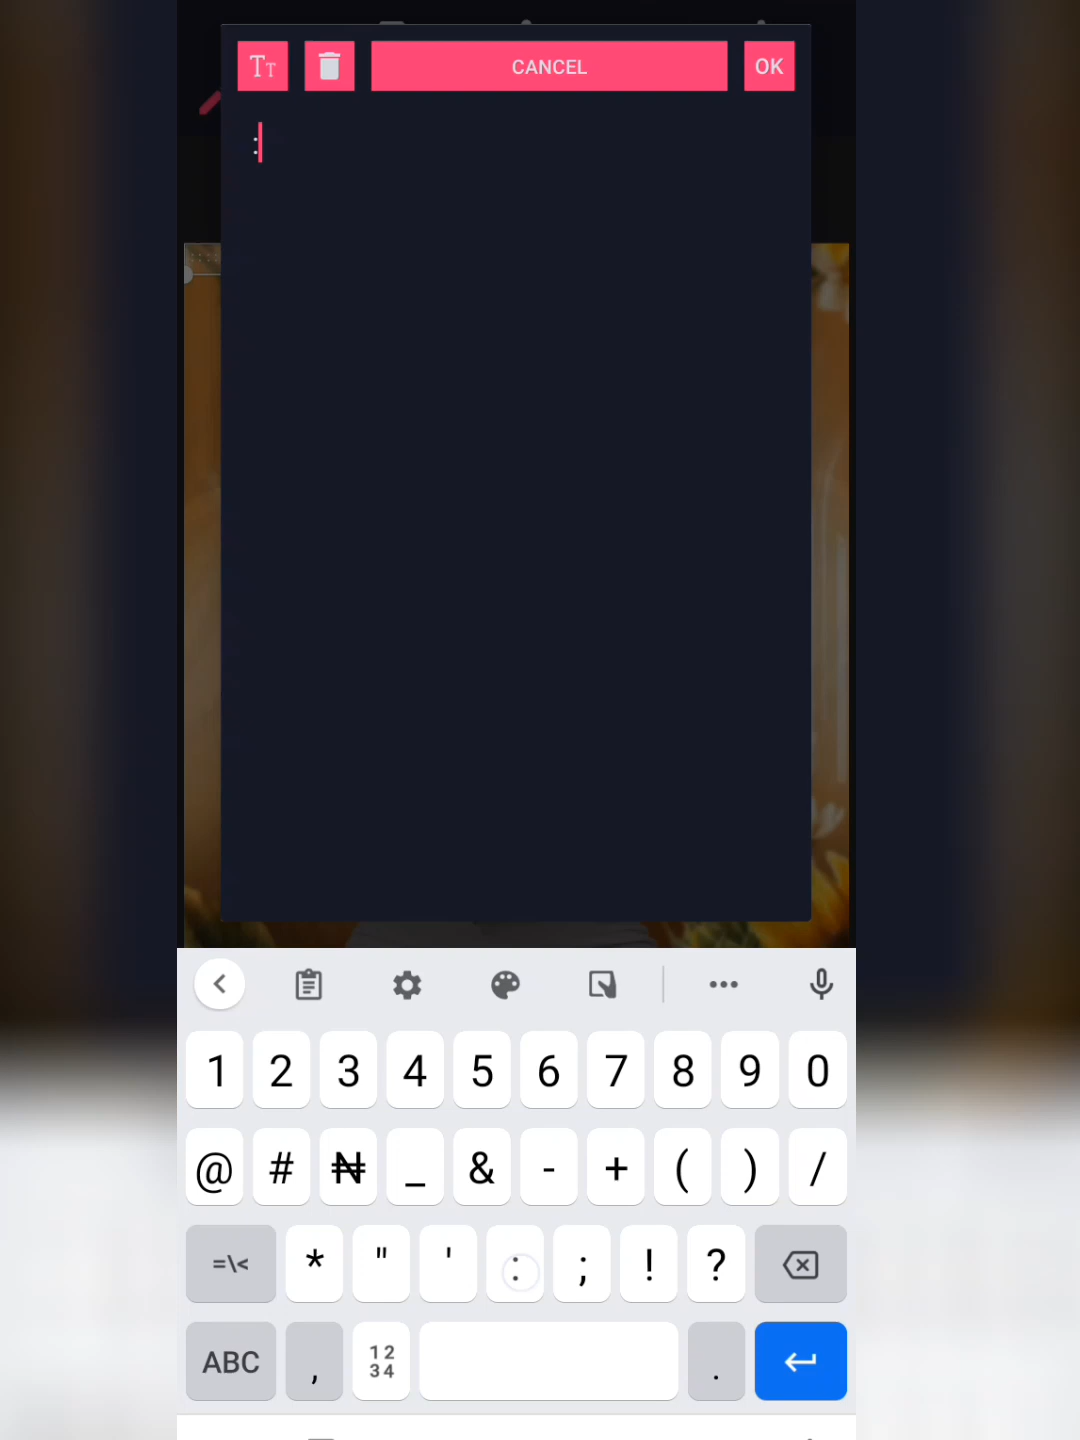 Tт CANCEL OK
:
1 2 3 4 5 6 7 8 9 0
@ # ₦ _ & - + ( ) /
=\< * " ' : ; ! ?
ABC , 12 .
34